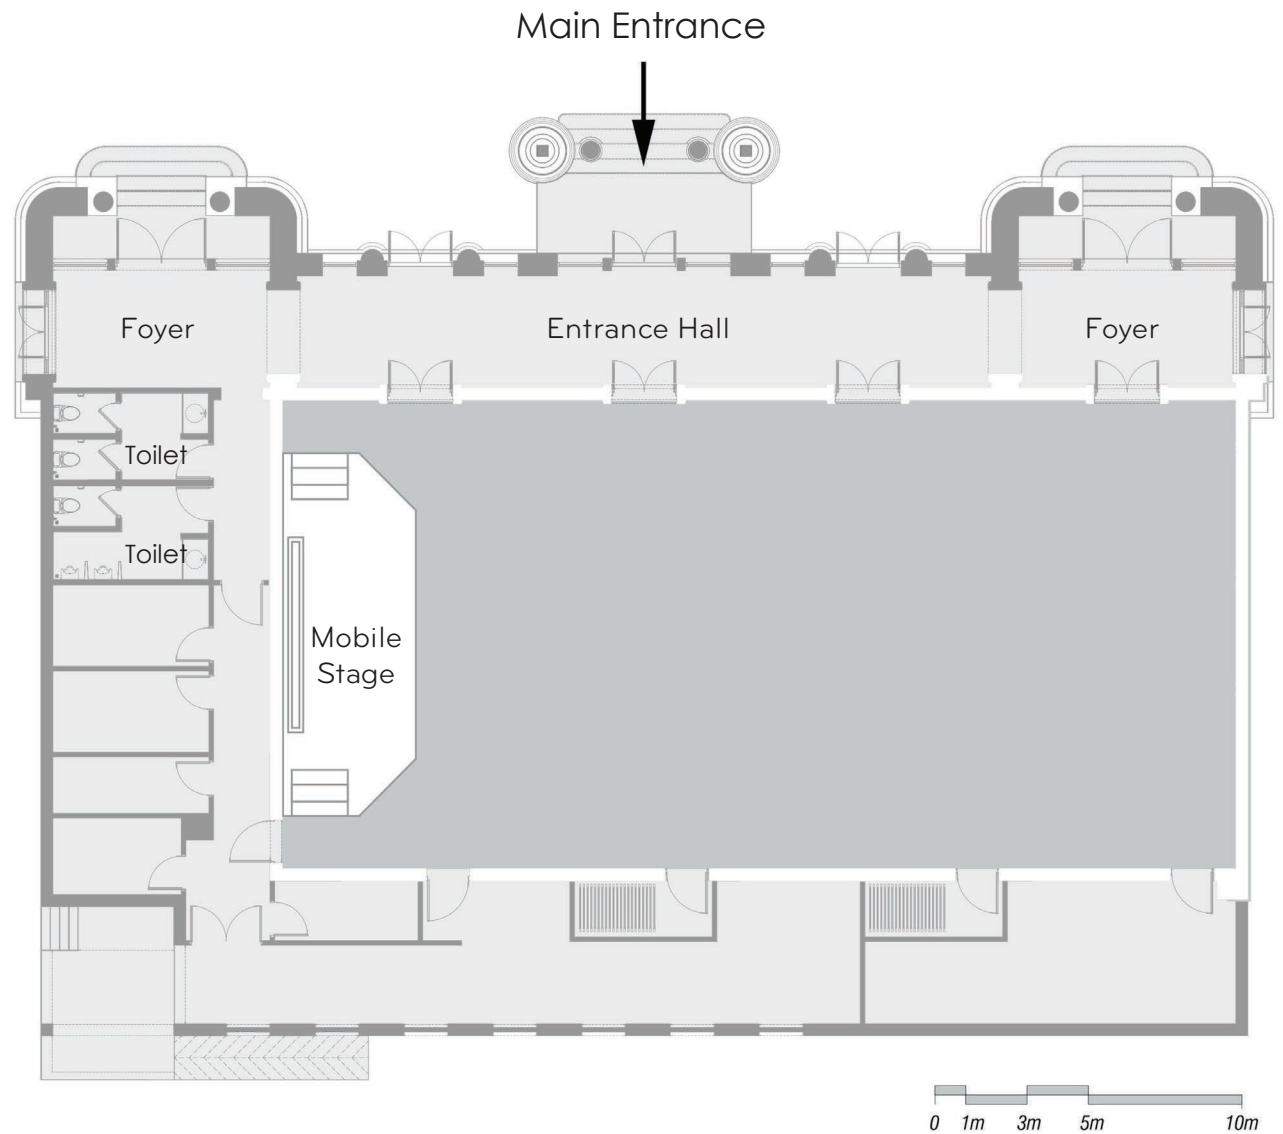 Main Entrance
Foyer
Entrance Hall
Foyer
Toilet
Toilet
Mobile
Stage
0 1m 3m 5m 10m